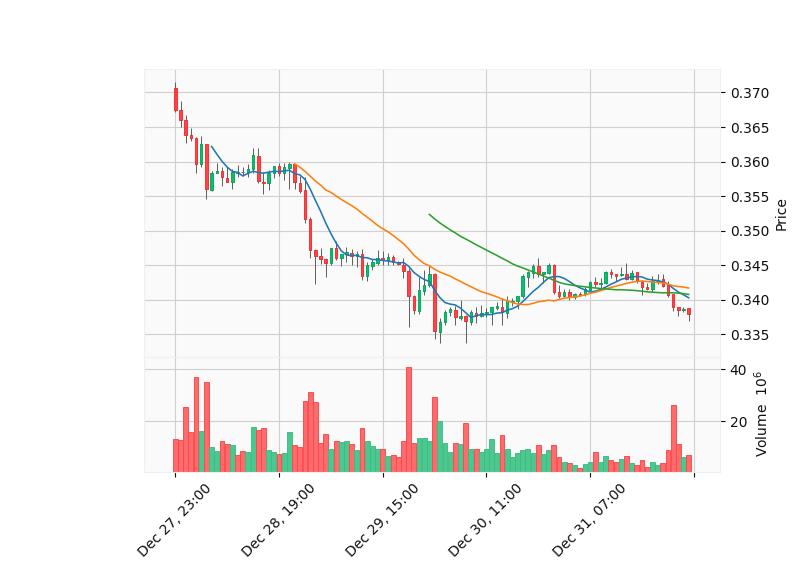 0.370
0.365
0.360
0.355
0.350
0.345
0.340
0.335
Price
40
20
Volume 10^6
Dec 27, 23:00
Dec 28, 19:00
Dec 29, 15:00
Dec 30, 11:00
Dec 31, 07:00